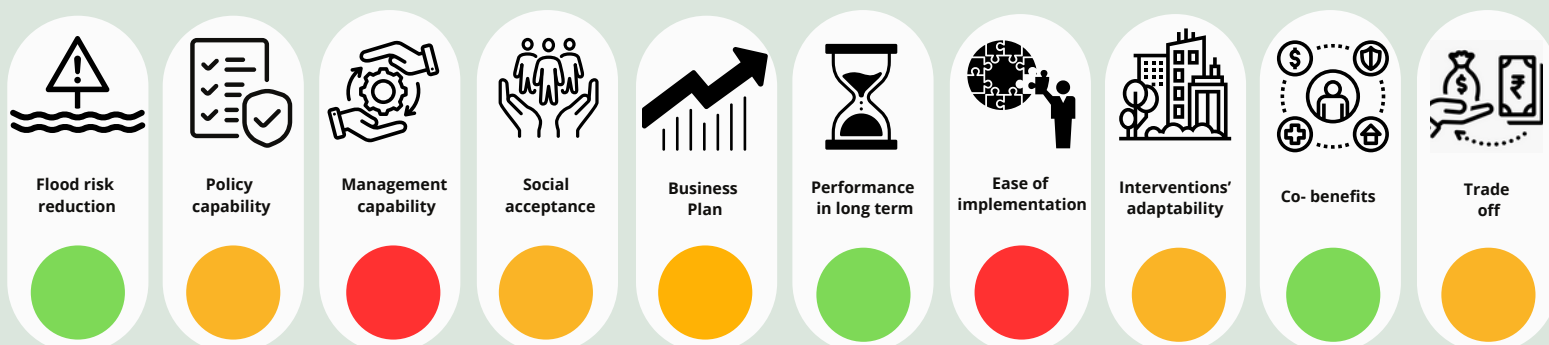 Flood risk
reduction
Policy
capability
Management
capability
Social
acceptance
Business
Plan
Performance
in long term
Ease of
implementation
Interventions’
adaptability
Co- benefits
Trade
off
$
$
₹